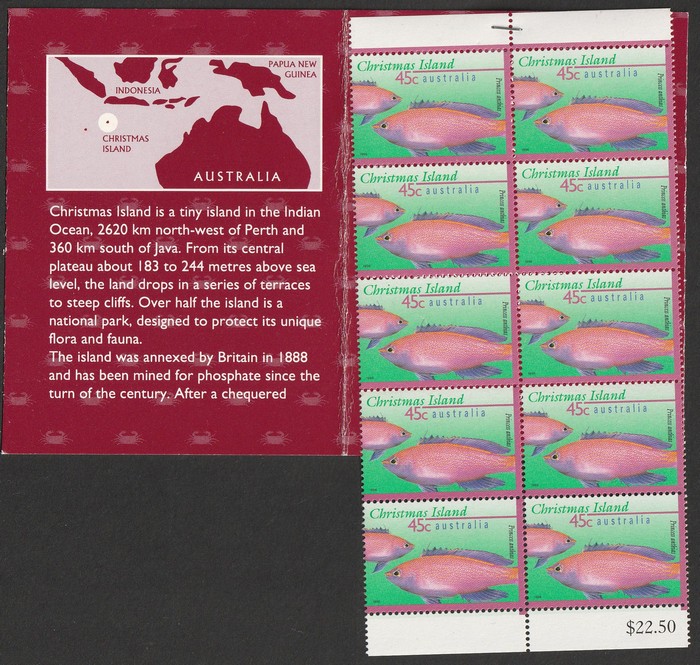 PAPUA NEW
GUINEA
INDONESIA
CHRISTMAS
ISLAND
AUSTRALIA
Christmas Island is a tiny island in the Indian
Ocean, 2620 km north-west of Perth and
360 km south of Java. From its central
plateau about 183 to 244 metres above sea
level, the land drops in a series of terraces
to steep cliffs. Over half the island is a
national park, designed to protect its unique
flora and fauna.
The island was annexed by Britain in 1888
and has been mined for phosphate since the
turn of the century. After a chequered
Christmas Island
45c australia
Christmas Island
45c australia
Christmas Island
45c australia
Christmas Island
45c australia
Christmas Island
45c australia
Christmas Island
45c australia
Christmas Island
45c australia
Christmas Island
45c australia
Christmas Island
45c australia
Christmas Island
45c australia
$22.50